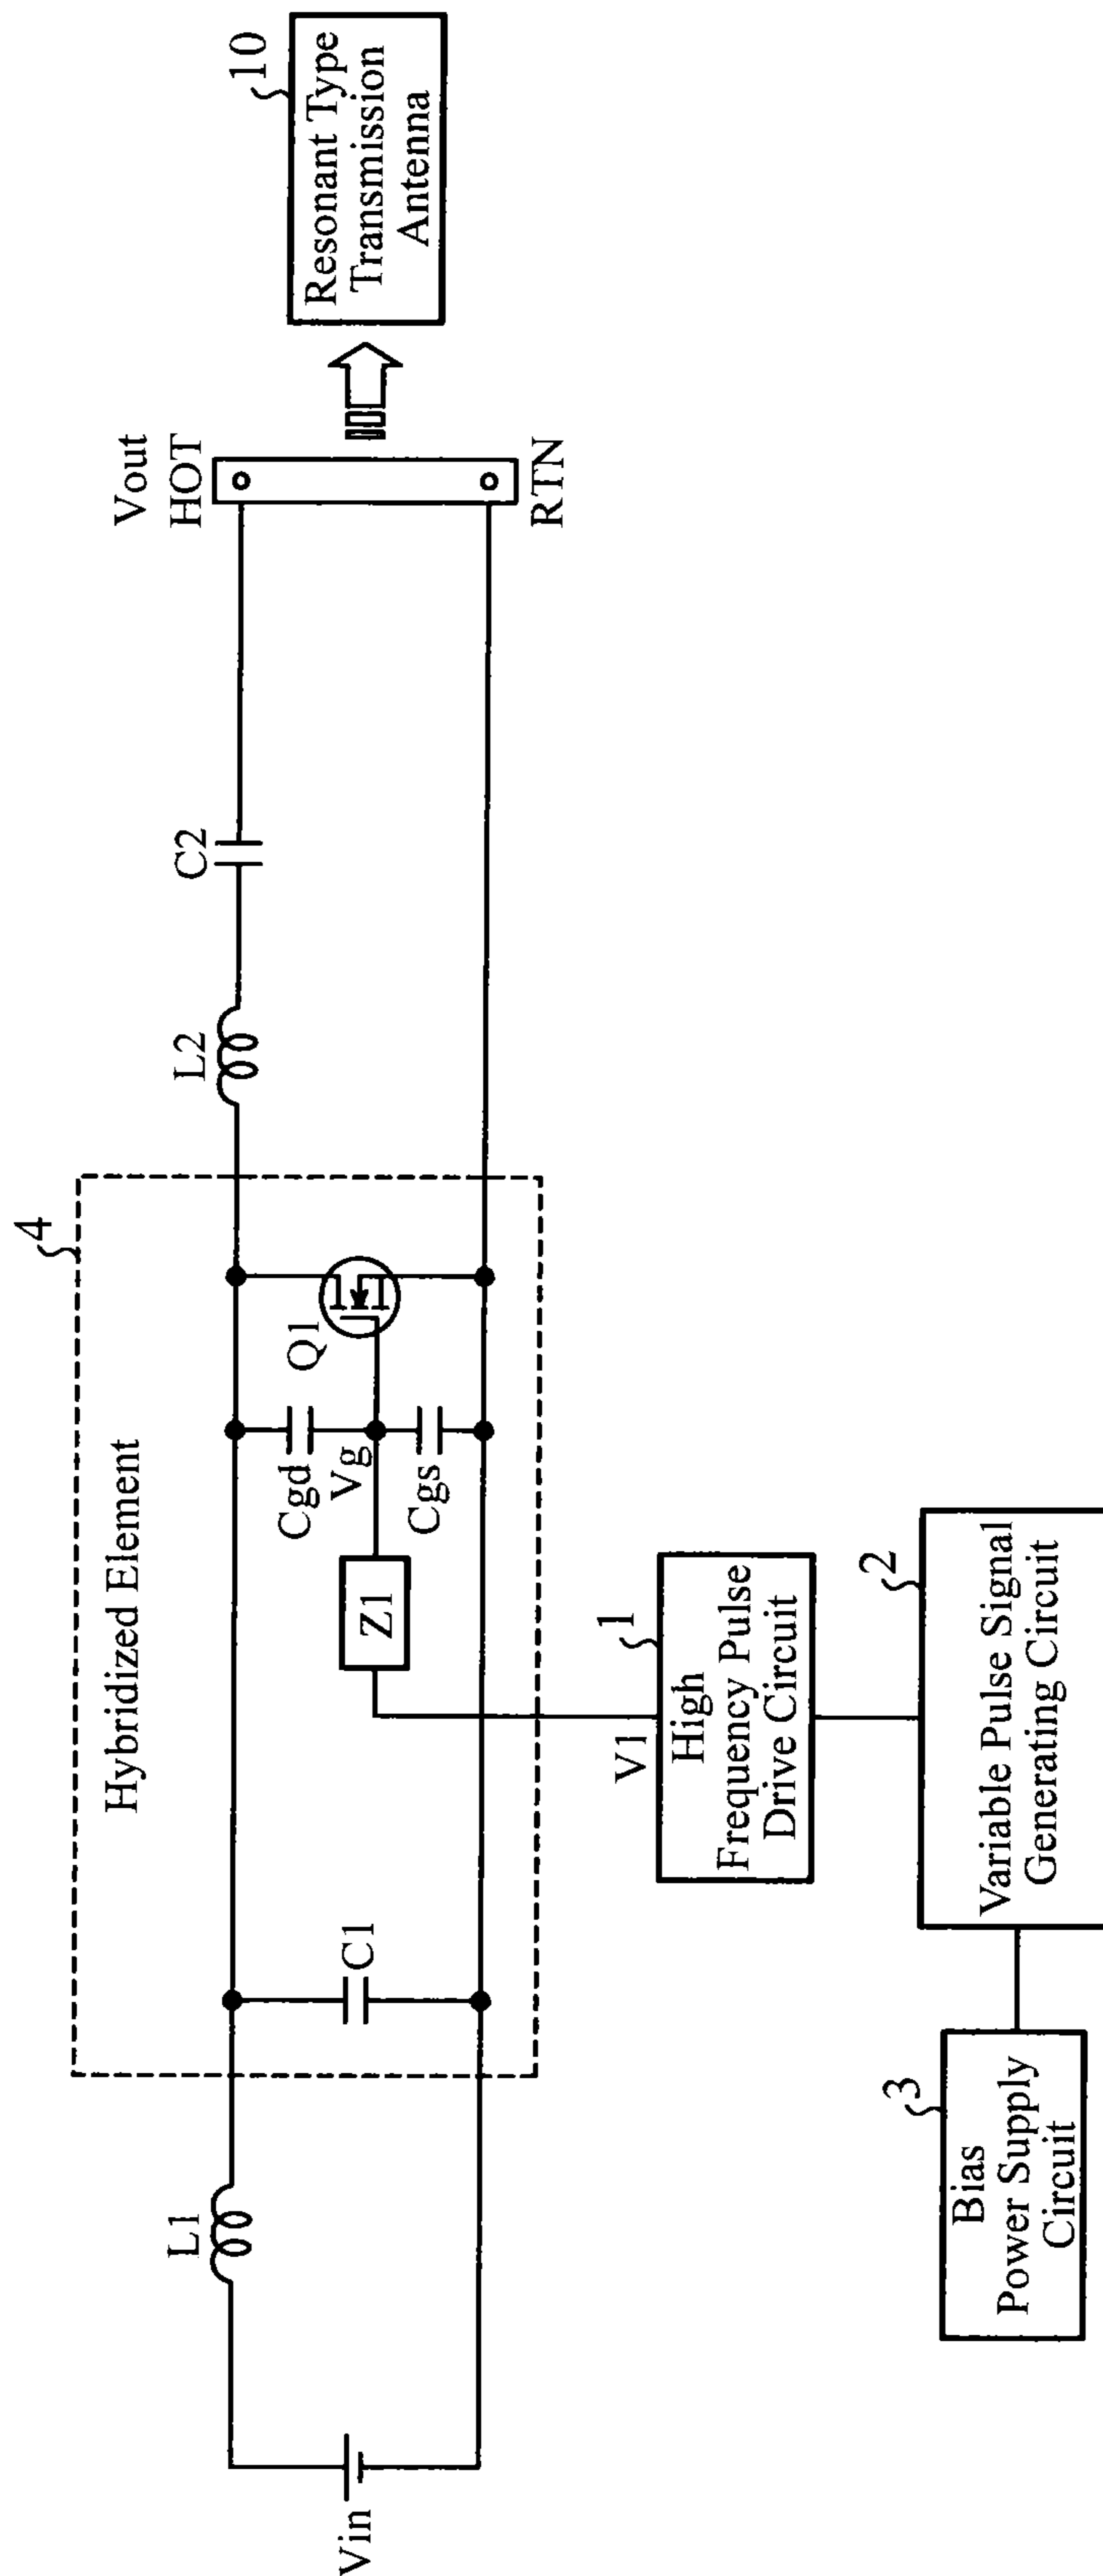 4
Hybridized Element
Vin
L1
C1
Z1
Cgd
Vg
Cgs
Q1
L2
C2
Vout
HOT
RTN
10
Resonant Type
Transmission
Antenna
V1
1
High
Frequency Pulse
Drive Circuit
2
Variable Pulse Signal
Generating Circuit
3
Bias
Power Supply
Circuit